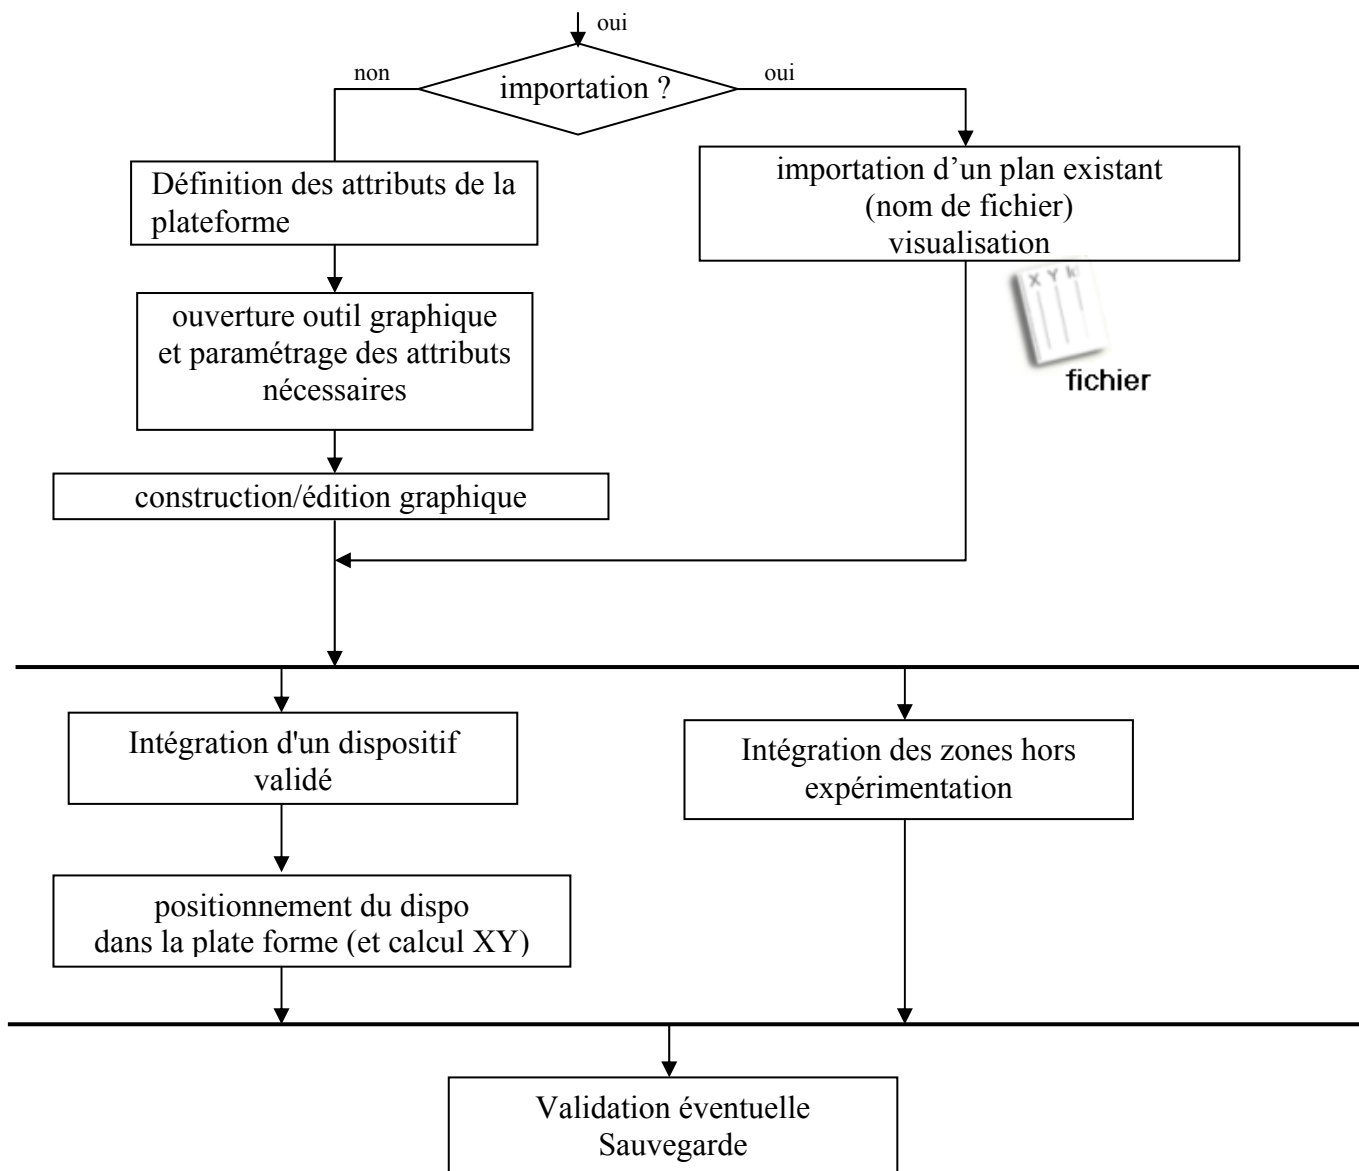 oui
non
oui
importation ?
Définition des attributs de la
plateforme
importation d’un plan existant
(nom de fichier)
visualisation
X Y
fichier
ouverture outil graphique
et paramétrage des attributs
nécessaires
construction/édition graphique
Intégration d'un dispositif
validé
Intégration des zones hors
expérimentation
positionnement du dispo
dans la plate forme (et calcul XY)
Validation éventuelle
Sauvegarde